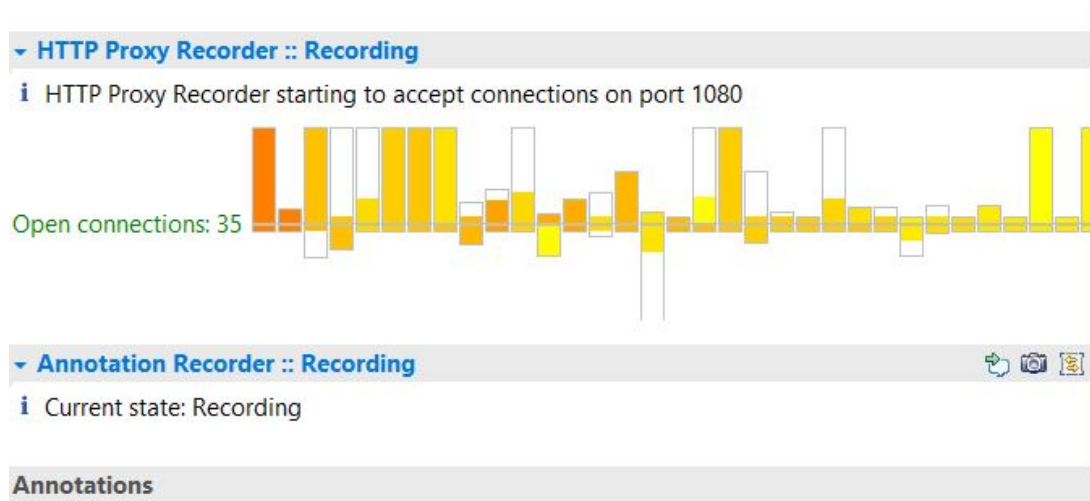 HTTP Proxy Recorder :: Recording
i HTTP Proxy Recorder starting to accept connections on port 1080
Open connections: 35
Annotation Recorder :: Recording
i Current state: Recording
Annotations